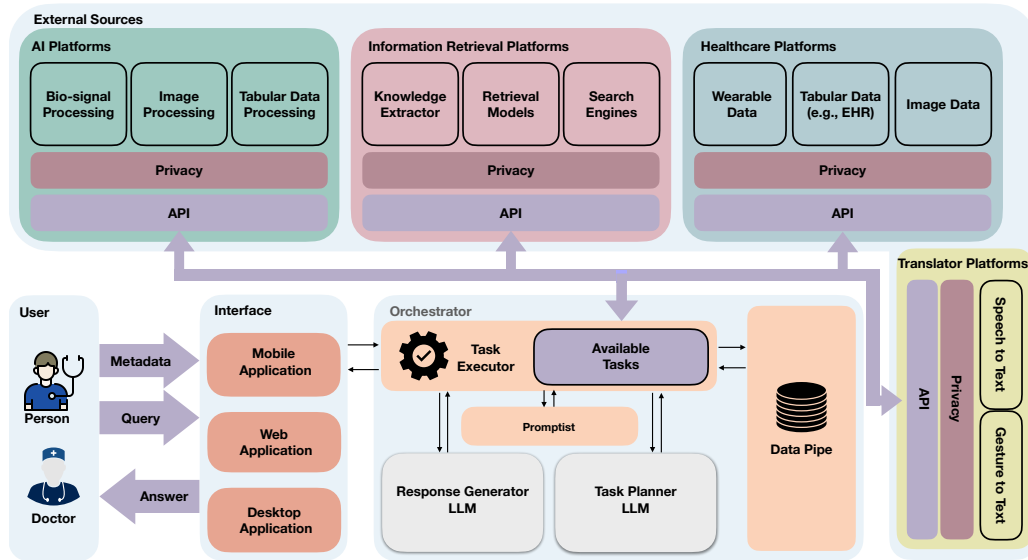 External Sources
AI Platforms
Bio-signal
Processing
Image
Processing
Tabular Data
Processing
Privacy
API
Information Retrieval Platforms
Knowledge
Extractor
Retrieval
Models
Search
Engines
Privacy
API
Healthcare Platforms
Wearable
Data
Tabular Data
(e.g., EHR)
Image Data
Privacy
API
Translator Platforms
API
Privacy
Speech to Text
Gesture to Text
User
Person
Doctor
Metadata
Query
Answer
Interface
Mobile
Application
Web
Application
Desktop
Application
Orchestrator
Task
Executor
Available
Tasks
Promptist
Response Generator
LLM
Task Planner
LLM
Data Pipe